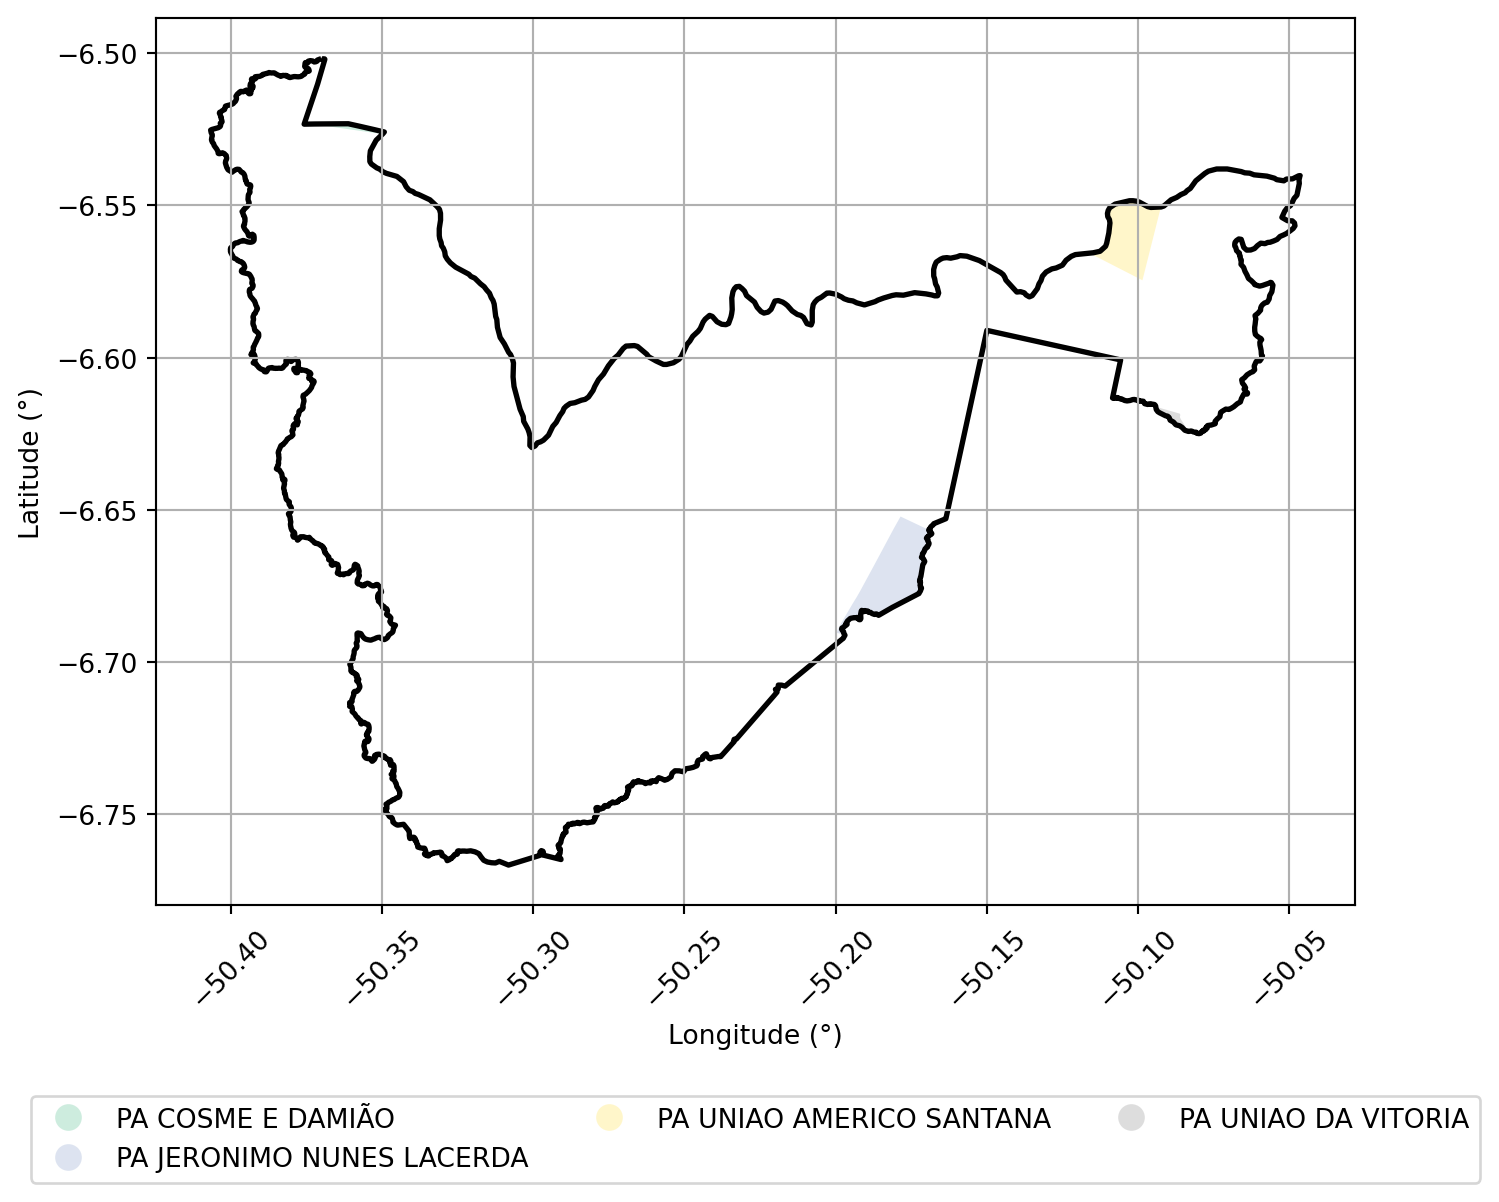 −6.50
−6.55
−6.60
−6.65
−6.70
−6.75
Latitude (°)
−50.40
−50.35
−50.30
−50.25
−50.20
−50.15
−50.10
−50.05
Longitude (°)
PA COSME E DAMIÃO
PA UNIAO AMERICO SANTANA
PA UNIAO DA VITORIA
PA JERONIMO NUNES LACERDA